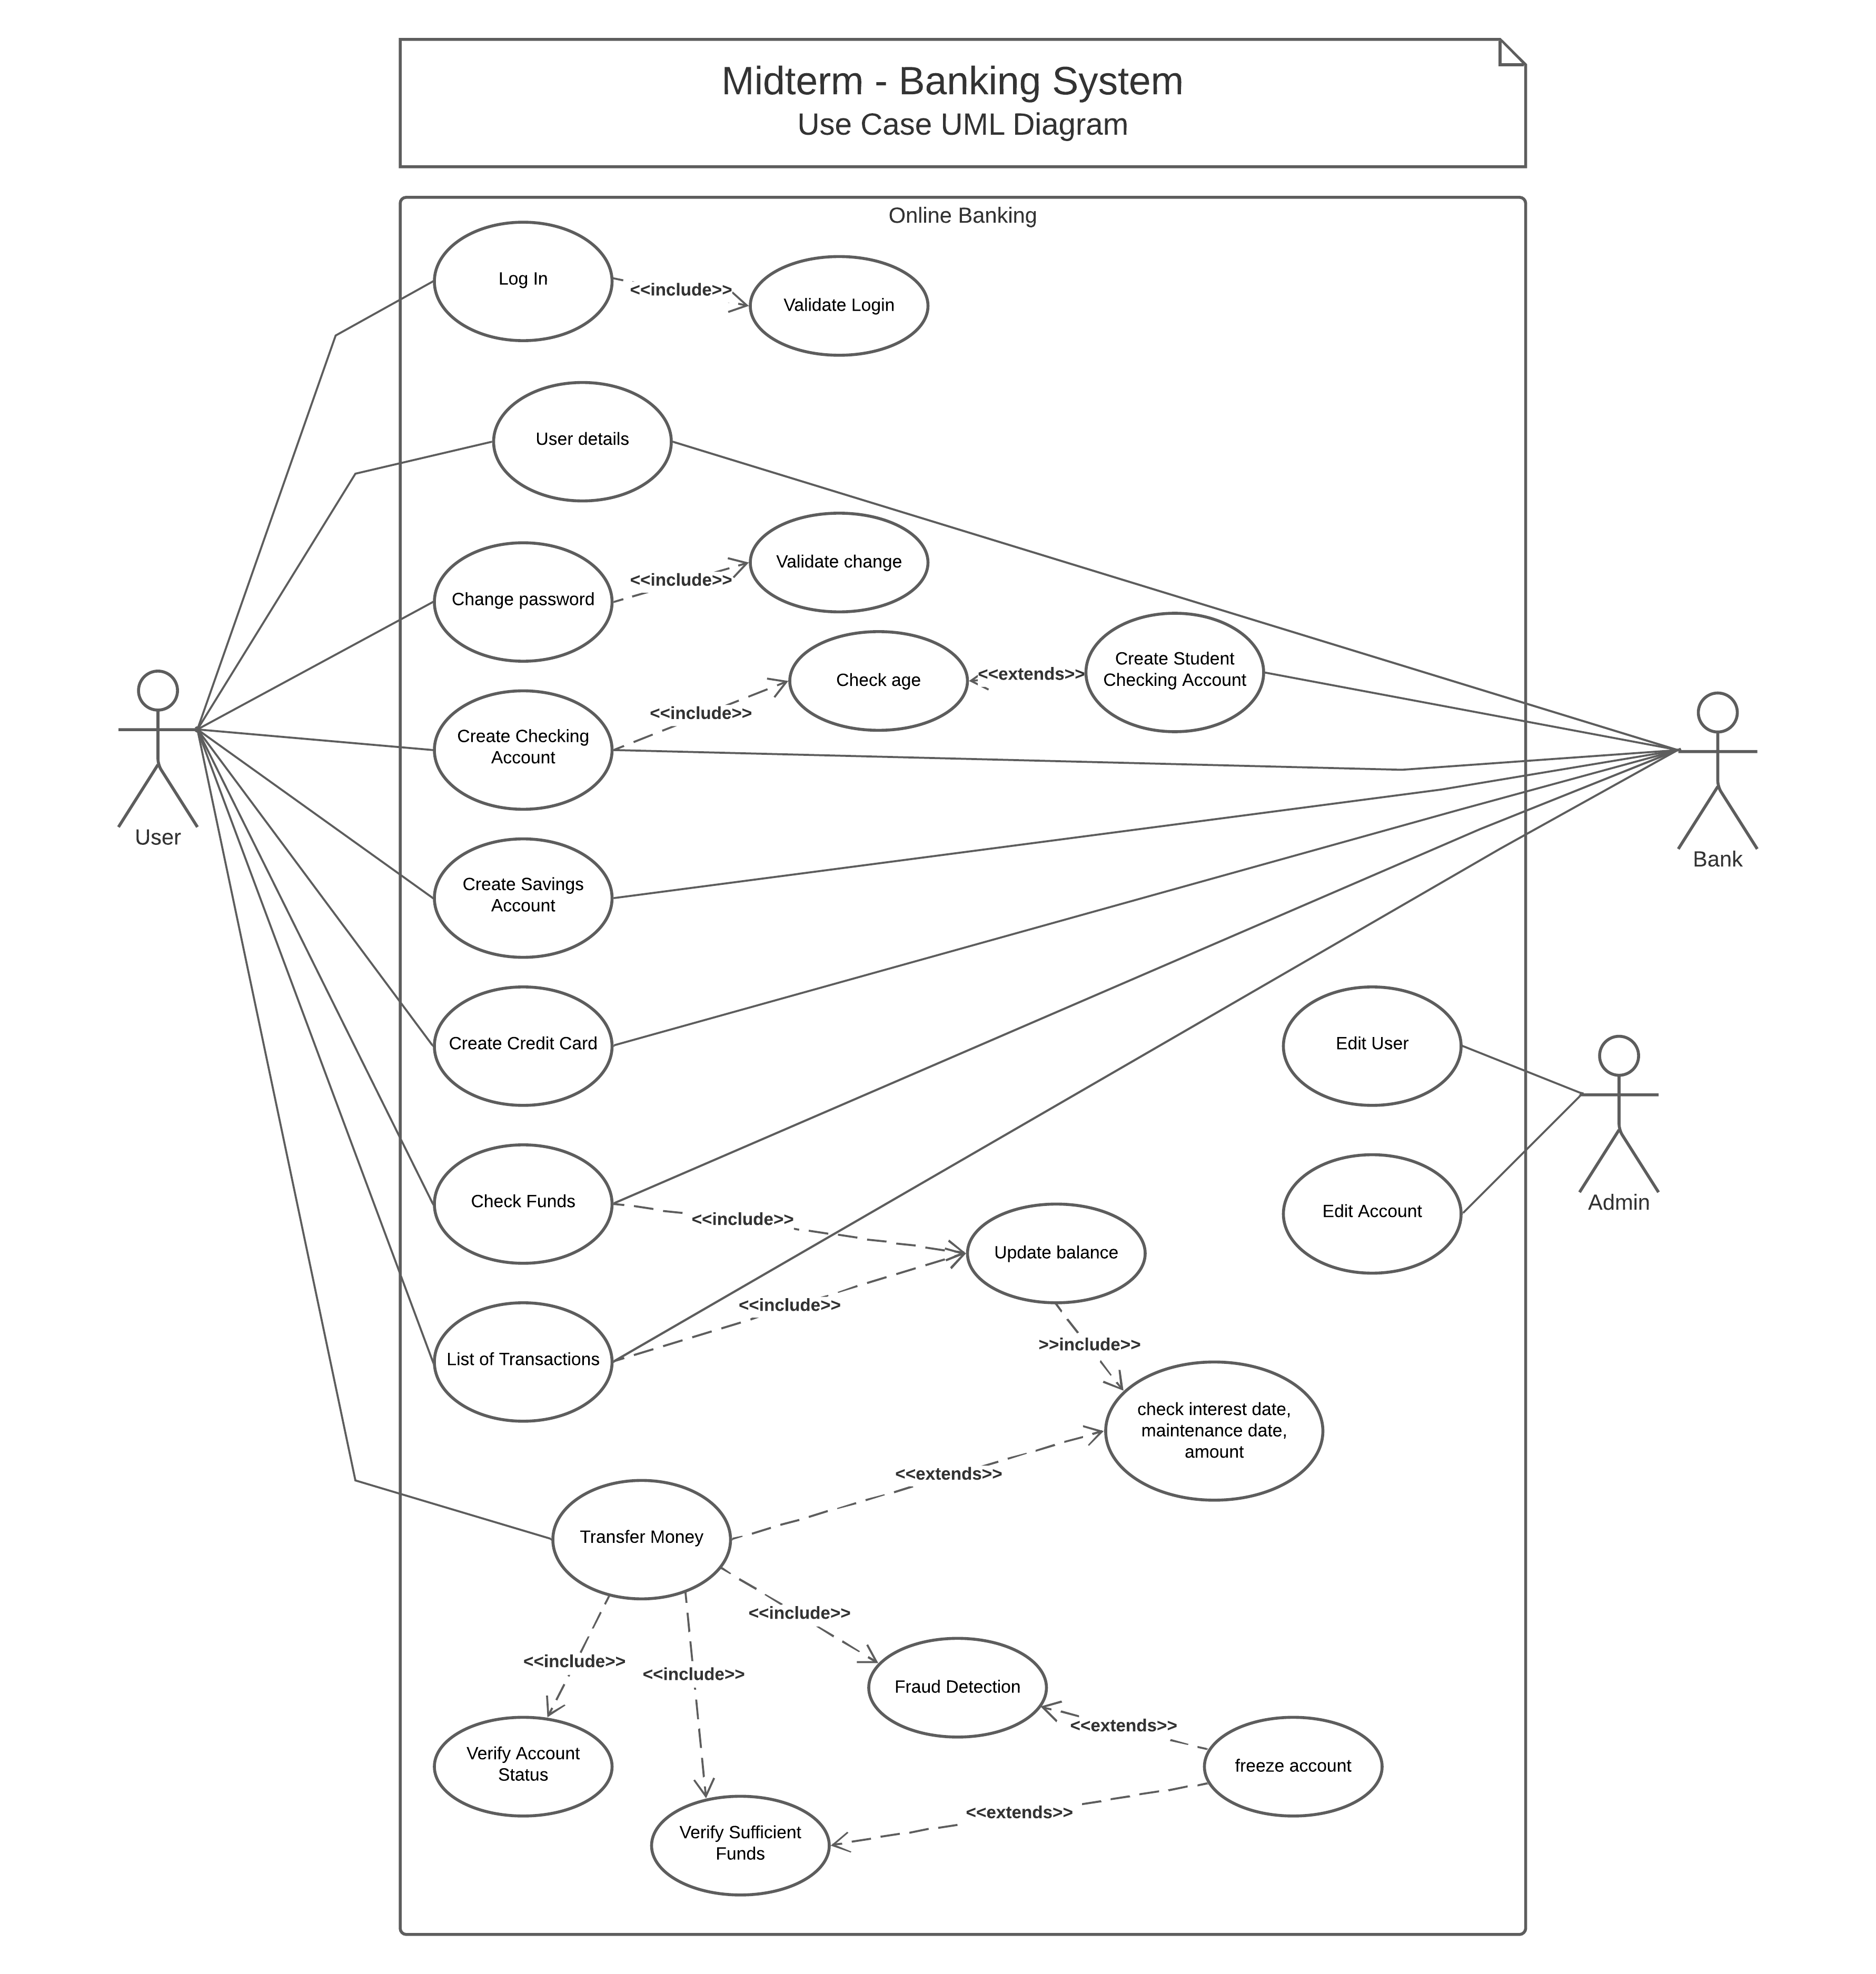 Midterm - Banking System
Use Case UML Diagram
Online Banking
Log In
<<include>>
Validate Login
User details
Validate change
<<include>>
Change password
Create Student
Checking Account
Check age
<<extends>>
<<include>>
Create Checking
Account
User
Bank
Create Savings
Account
Create Credit Card
Edit User
Check Funds
Admin
Edit Account
<<include>>
Update balance
<<include>>
>>include>>
List of Transactions
check interest date,
maintenance date,
amount
<<extends>>
Transfer Money
<<include>>
<<include>>
<<include>>
Fraud Detection
<<extends>>
Verify Account
Status
freeze account
<<extends>>
Verify Sufficient
Funds